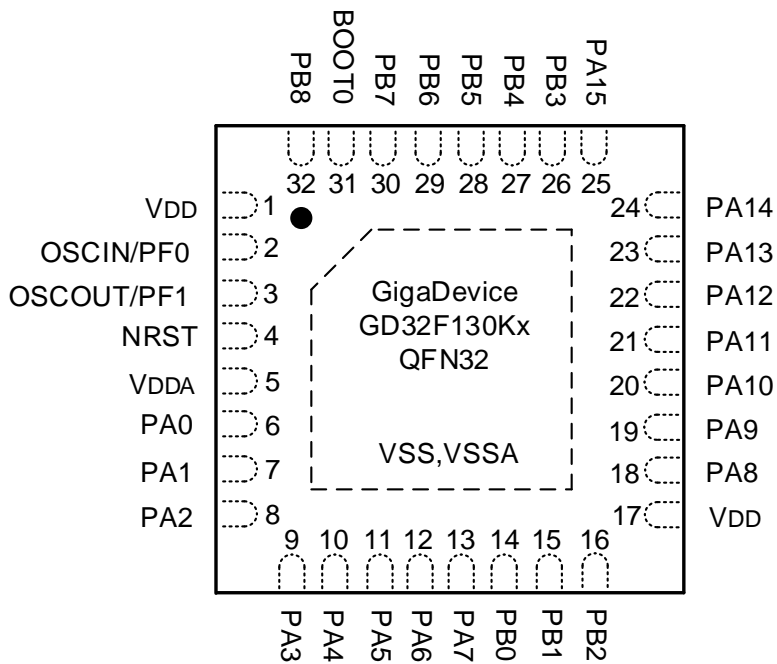 PB8 BOOT0 PB7 PB6 PB5 PB4 PB3 PA15
32 31 30 29 28 27 26 25
VDD 1
OSCIN/PF0 2
OSCOUT/PF1 3
NRST 4
VDDA 5
PA0 6
PA1 7
PA2 8
GigaDevice
GD32F130Kx
QFN32
VSS,VSSA
24 PA14
23 PA13
22 PA12
21 PA11
20 PA10
19 PA9
18 PA8
17 VDD
9 10 11 12 13 14 15 16
PA3 PA4 PA5 PA6 PA7 PB0 PB1 PB2